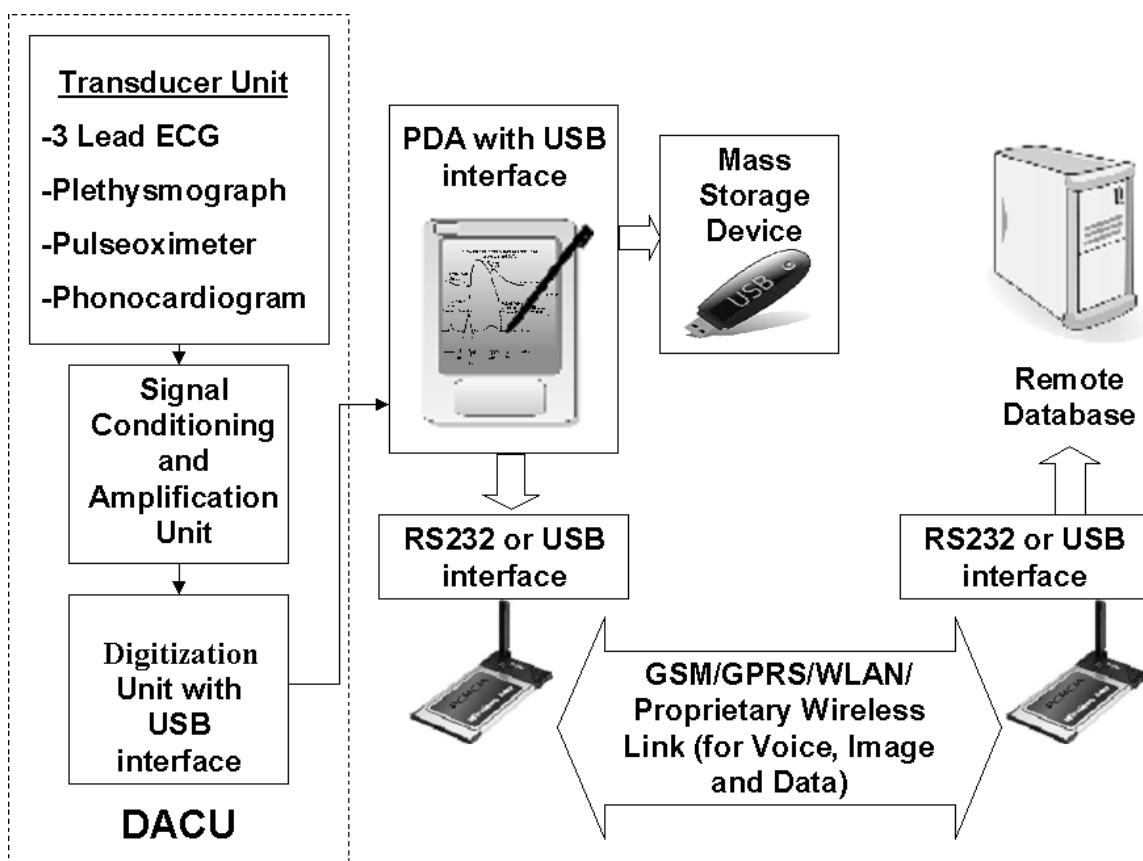 Transducer Unit
-3 Lead ECG
-Plethysmograph
-Pulseoximeter
-Phonocardiogram
Signal
Conditioning
and
Amplification
Unit
Digitization
Unit with
USB
interface
DACU
PDA with USB
interface
Mass
Storage
Device
USB
RS232 or USB
interface
PCMCIA
GSM/GPRS/WLAN/
Proprietary Wireless
Link (for Voice, Image
and Data)
Remote
Database
RS232 or USB
interface
PCMCIA